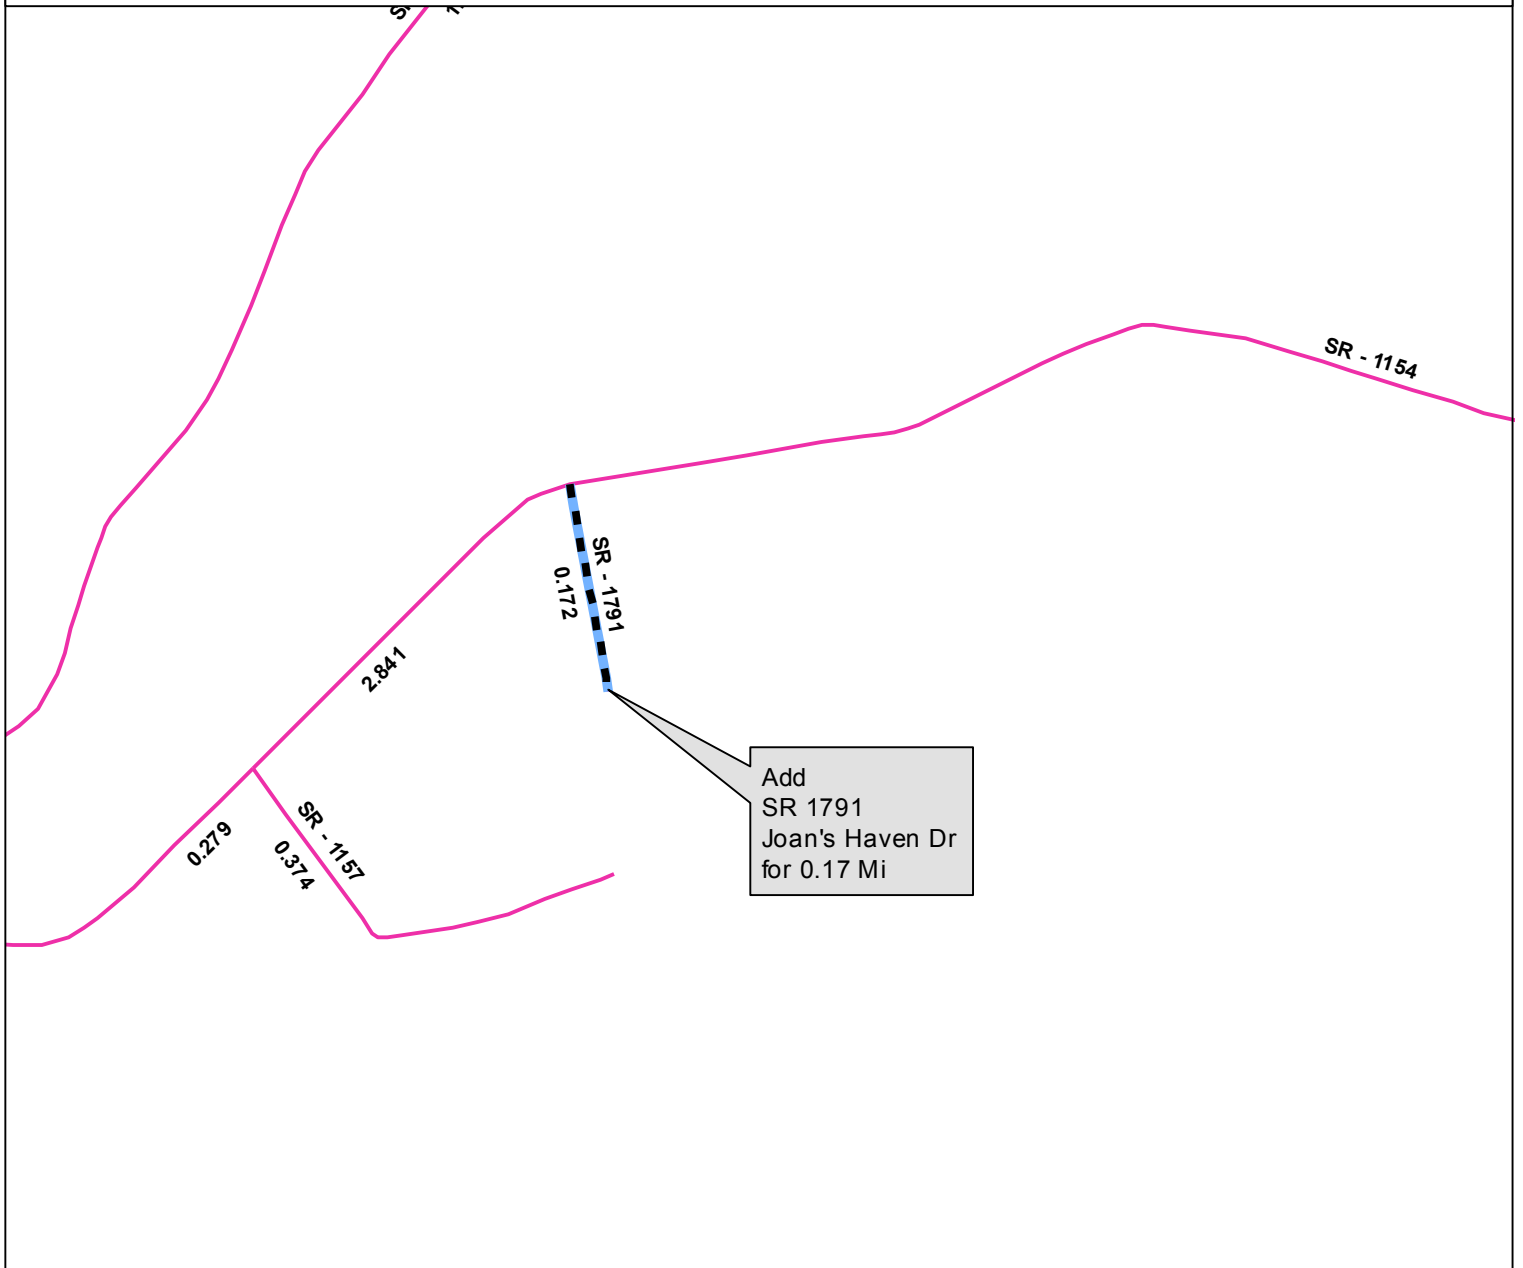 SR - 1154
SR - 1791
0.172
2.841
0.279
SR - 1157
0.374
Add
SR 1791
Joan's Haven Dr
for 0.17 Mi